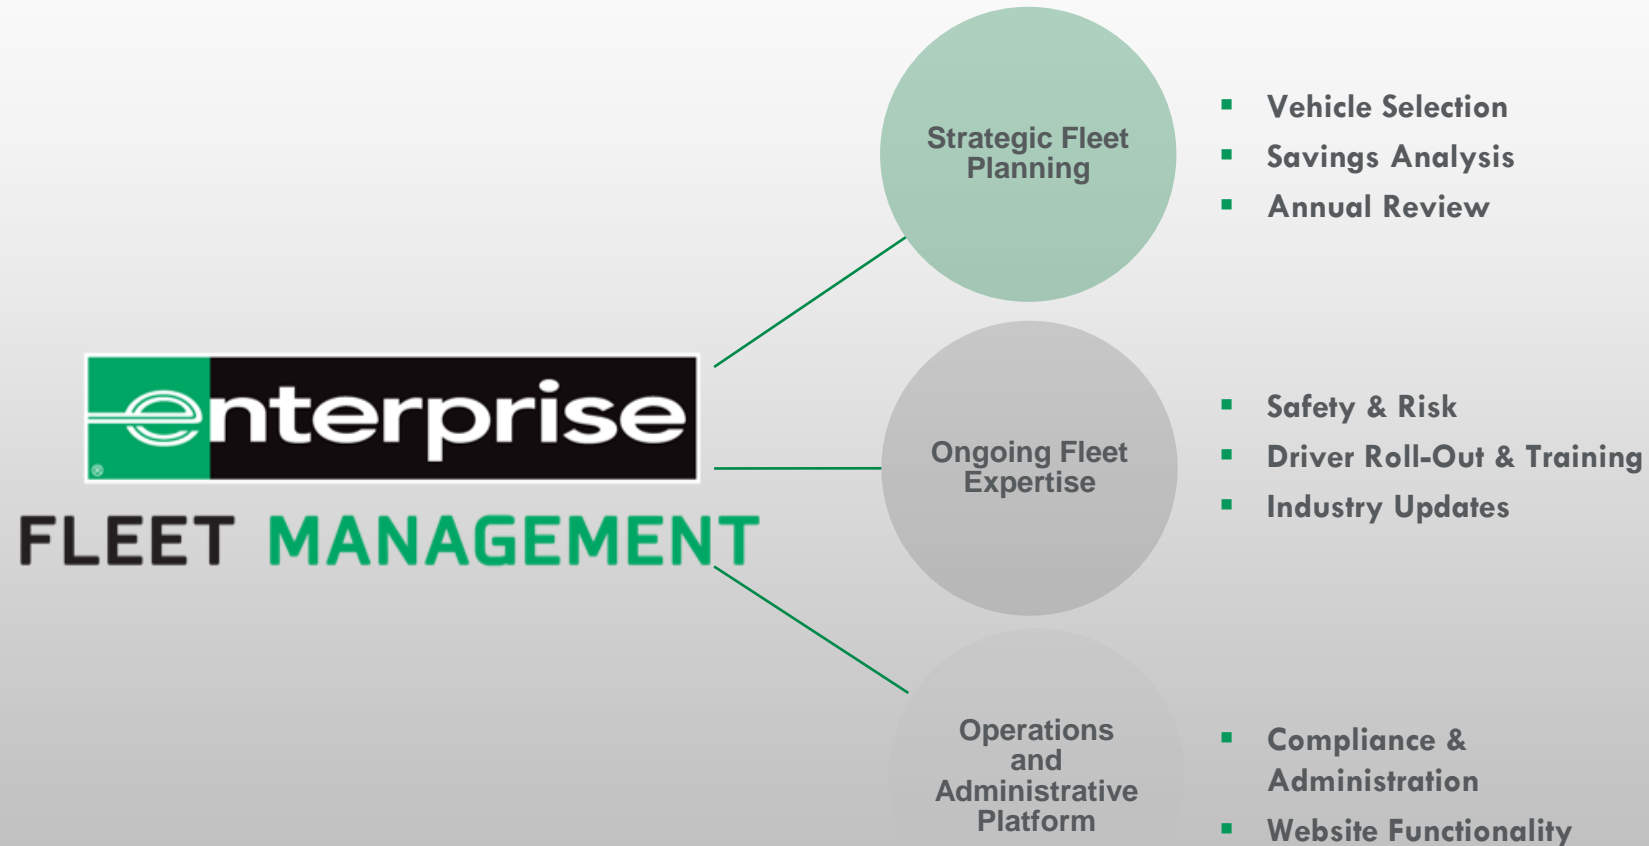 Strategic Fleet
Planning
▪ Vehicle Selection
▪ Savings Analysis
▪ Annual Review
enterprise
®
FLEET MANAGEMENT
Ongoing Fleet
Expertise
▪ Safety & Risk
▪ Driver Roll-Out & Training
▪ Industry Updates
Operations
and
Administrative
Platform
▪ Compliance &
Administration
▪ Website Functionality